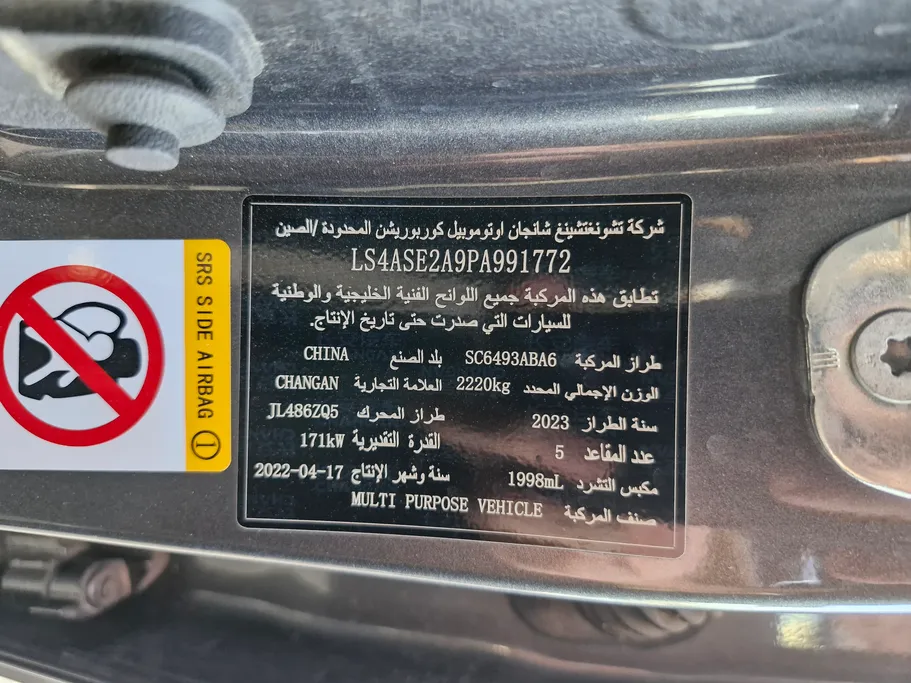 شركة تشونغتشينغ شانجان اوتوموبيل كوربوريشن المحدودة /الصين
LS4ASE2A9PA991772
تطابق هذه المركبة جميع اللوائح الفنية الخليجية والوطنية
للسيارات التي صدرت حتى تاريخ الإنتاج.
طراز المركبة SC6493ABA6 بلد الصنع CHINA
الوزن الإجمالي المحدد 2220kg العلامة التجارية CHANGAN
سنة الطراز 2023 طراز المحرك JL486ZQ5
عدد المقاعد 5 القدرة التقديرية 171kW
مكبس التشرد 1998mL سنة وشهر الإنتاج 2022-04-17
صنف المركبة MULTI PURPOSE VEHICLE
SRS SIDE AIRBAG ①